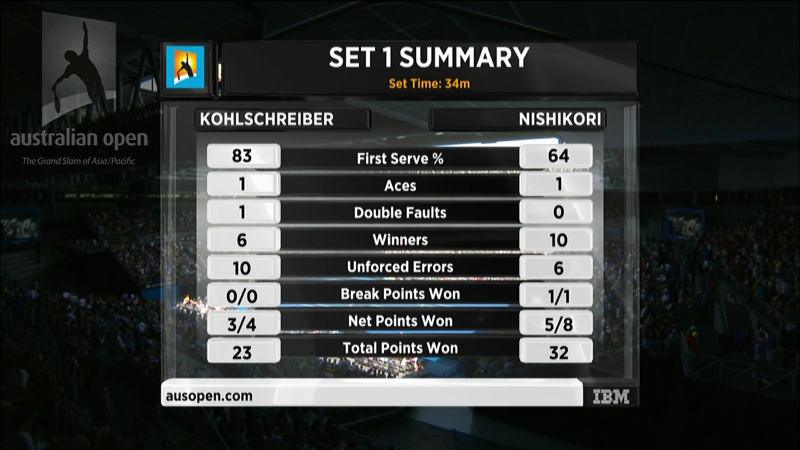 SET 1 SUMMARY
Set Time: 34m
australian open
The Grand Slam of Asia/Pacific
KOHLSCHREIBER NISHIKORI
83 First Serve % 64
1 Aces 1
1 Double Faults 0
6 Winners 10
10 Unforced Errors 6
0/0 Break Points Won 1/1
3/4 Net Points Won 5/8
23 Total Points Won 32
ausopen.com IBM